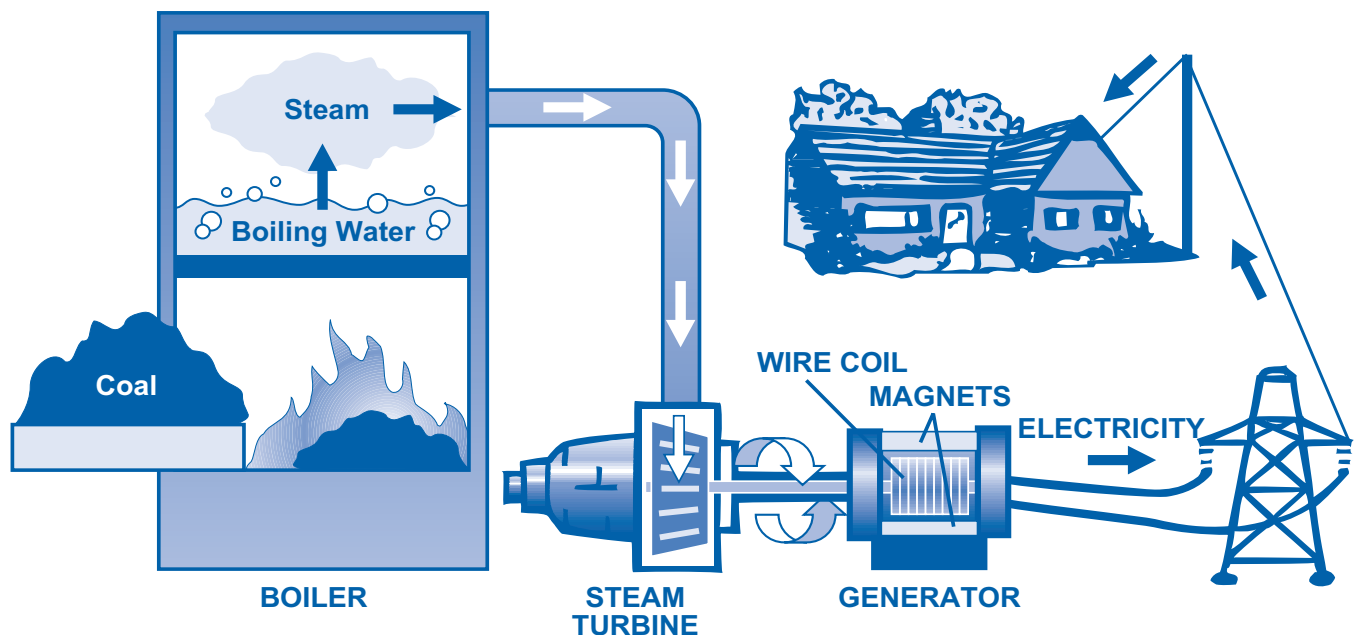 Steam
Boiling Water
Coal
WIRE COIL
MAGNETS
ELECTRICITY
BOILER
STEAM
TURBINE
GENERATOR